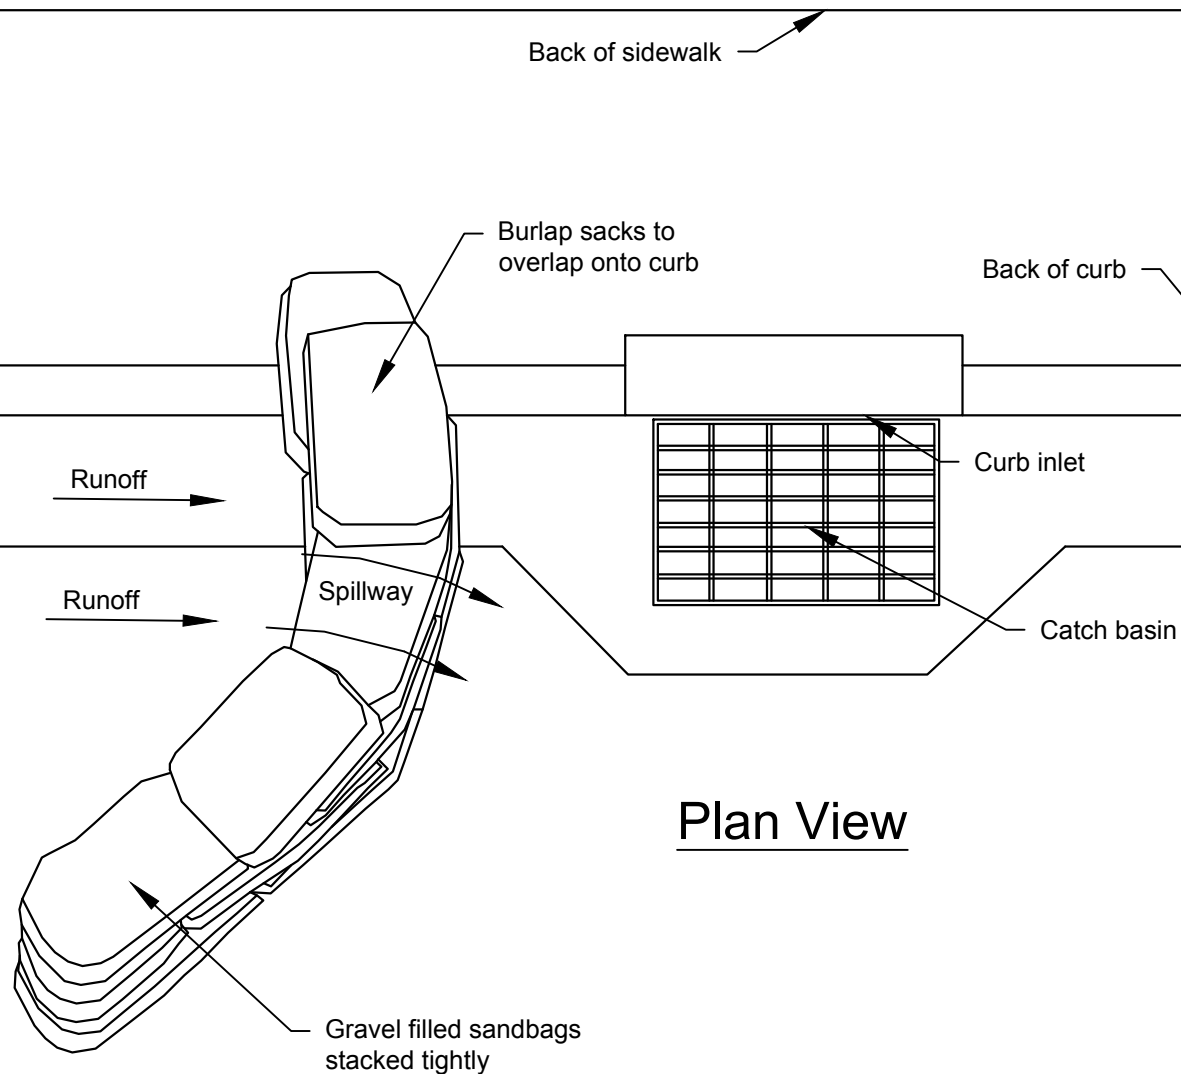 Back of sidewalk
Burlap sacks to
overlap onto curb
Back of curb
Runoff
Curb inlet
Spillway
Runoff
Catch basin
Plan View
Gravel filled sandbags
stacked tightly